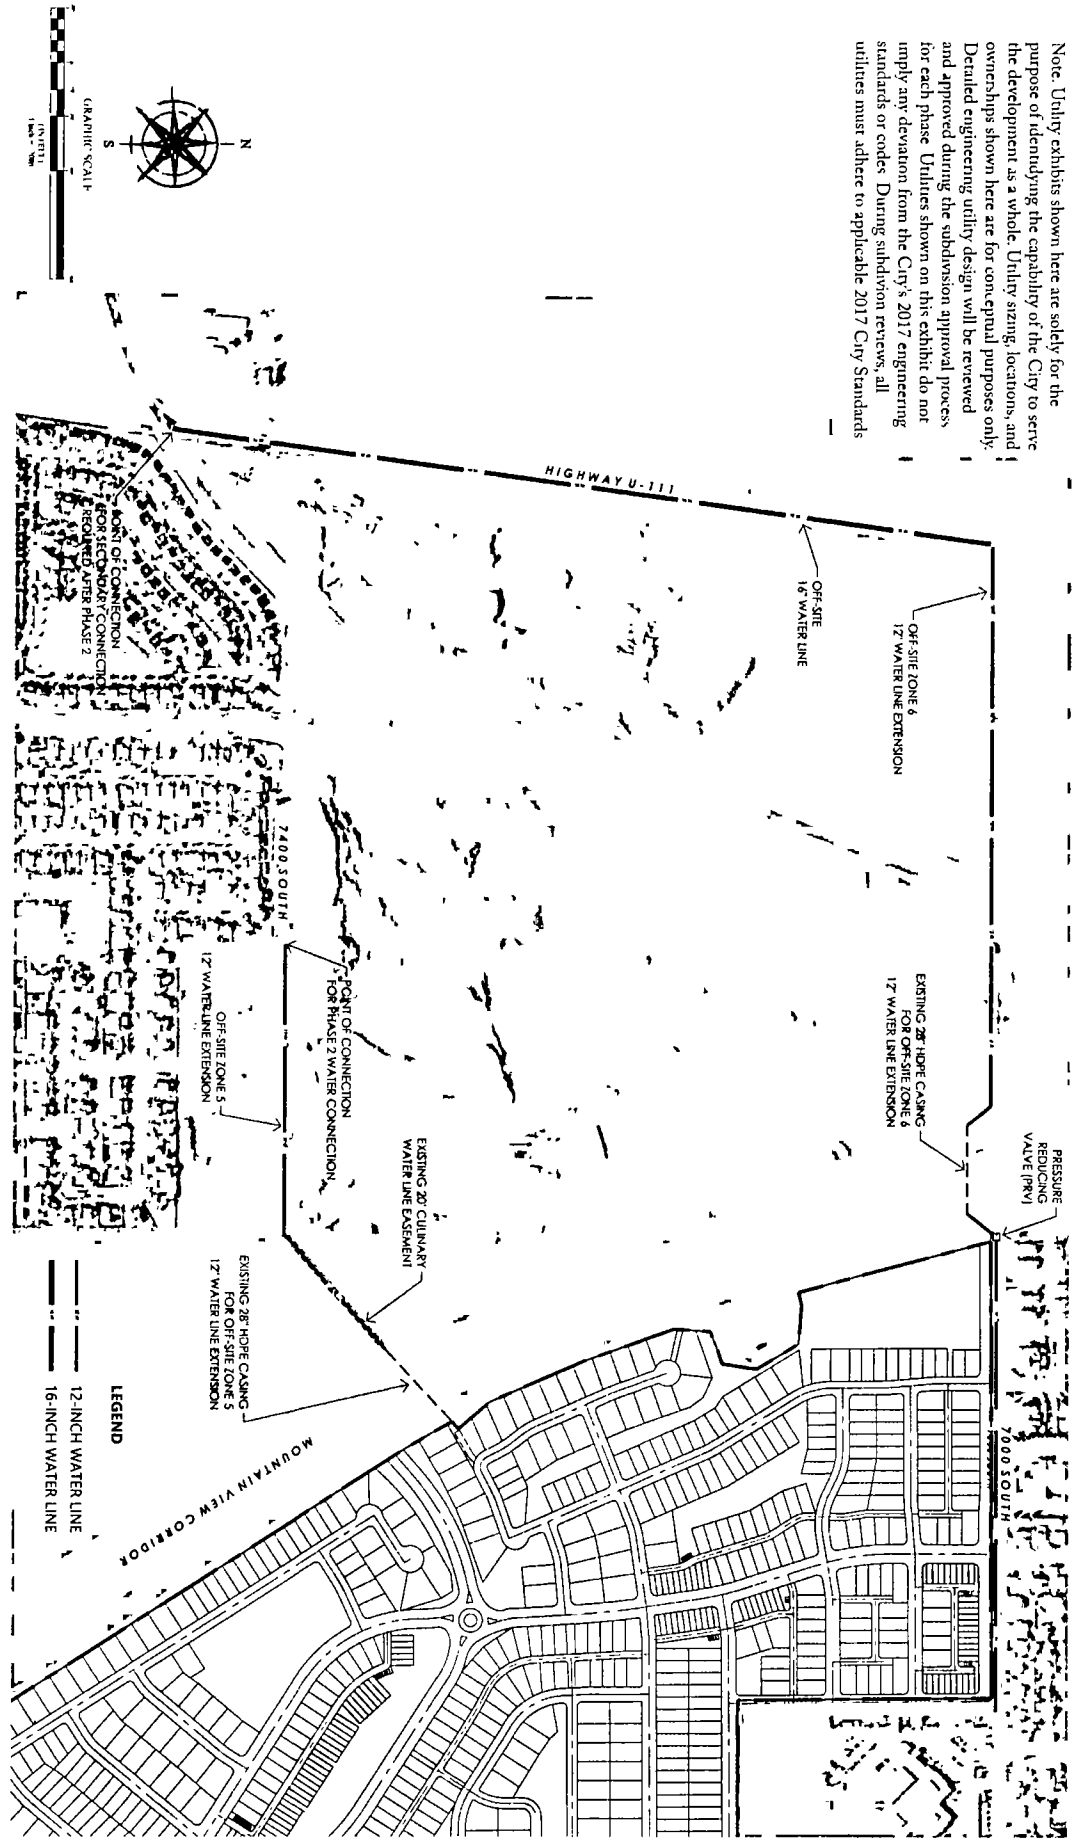 Note. Utility exhibits shown here are solely for the
purpose of identidying the capability of the City to serve
the development as a whole. Utility sizing, locations, and
ownerships shown here are for conceptual purposes only.
Detailed engineering utility design will be reviewed
and approved during the subdivision approval process
for each phase Utilities shown on this exhibit do not
imply any deviation from the City's 2017 engineering
standards or codes During subdivion reviews, all
utilities must adhere to applicable 2017 City Standards
N
S
GRAPHIC SCALE
HIGHWAY U-111
OFF-SITE
16" WATER LINE
OFF-SITE ZONE 6
12" WATER LINE EXTENSION
EXISTING 28" HDPE CASING
FOR OFF-SITE ZONE 6
12" WATER LINE EXTENSION
PRESSURE
REDUCING
VALVE (PRV)
7000 SOUTH
POINT OF CONNECTION
FOR SECONDARY CONNECTION
REQUIRED AFTER PHASE 2
7400 SOUTH
POINT OF CONNECTION
FOR PHASE 2 WATER CONNECTION
OFF-SITE ZONE 5
12" WATER LINE EXTENSION
EXISTING 20' CULINARY
WATER LINE EASEMENT
EXISTING 28" HDPE CASING
FOR OFF-SITE ZONE 5
12" WATER LINE EXTENSION
MOUNTAIN VIEW CORRIDOR
LEGEND
12-INCH WATER LINE
16-INCH WATER LINE